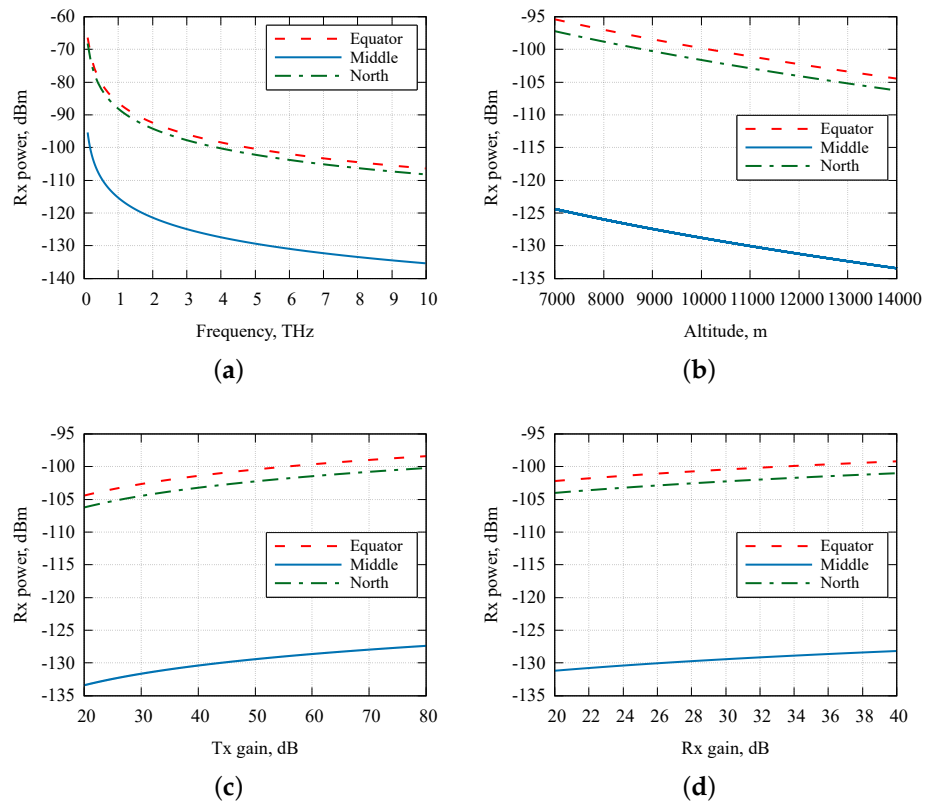 -60
-70
-80
-90
-100
-110
-120
-130
-140
Rx power, dBm
Equator
Middle
North
0 1 2 3 4 5 6 7 8 9 10
Frequency, THz
(a)
-95
-100
-105
-110
-115
-120
-125
-130
-135
Rx power, dBm
Equator
Middle
North
7000 8000 9000 10000 11000 12000 13000 14000
Altitude, m
(b)
-95
-100
-105
-110
-115
-120
-125
-130
-135
Rx power, dBm
Equator
Middle
North
20 30 40 50 60 70 80
Tx gain, dB
(c)
-95
-100
-105
-110
-115
-120
-125
-130
-135
Rx power, dBm
Equator
Middle
North
20 22 24 26 28 30 32 34 36 38 40
Rx gain, dB
(d)